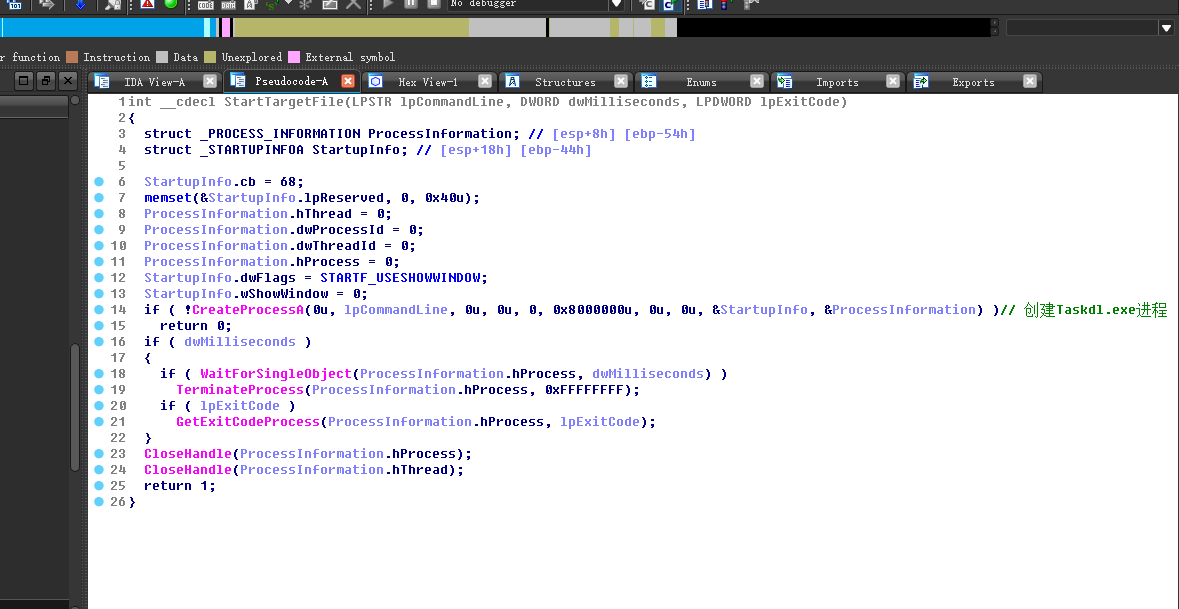 No debugger
r function Instruction Data Unexplored External symbol
IDA View-A Pseudocode-A Hex View-1 Structures Enums Imports Exports
1 int __cdecl StartTargetFile(LPSTR lpCommandLine, DWORD dwMilliseconds, LPDWORD lpExitCode)
2 {
3 struct _PROCESS_INFORMATION ProcessInformation; // [esp+8h] [ebp-54h]
4 struct _STARTUPINFOA StartupInfo; // [esp+18h] [ebp-44h]
5
6 StartupInfo.cb = 68;
7 memset(&StartupInfo.lpReserved, 0, 0x40u);
8 ProcessInformation.hThread = 0;
9 ProcessInformation.dwProcessId = 0;
10 ProcessInformation.dwThreadId = 0;
11 ProcessInformation.hProcess = 0;
12 StartupInfo.dwFlags = STARTF_USESHOWWINDOW;
13 StartupInfo.wShowWindow = 0;
14 if ( !CreateProcessA(0u, lpCommandLine, 0u, 0u, 0, 0x8000000u, 0u, 0u, &StartupInfo, &ProcessInformation) )// 创建Taskdl.exe进程
15 return 0;
16 if ( dwMilliseconds )
17 {
18 if ( WaitForSingleObject(ProcessInformation.hProcess, dwMilliseconds) )
19 TerminateProcess(ProcessInformation.hProcess, 0xFFFFFFFF);
20 if ( lpExitCode )
21 GetExitCodeProcess(ProcessInformation.hProcess, lpExitCode);
22 }
23 CloseHandle(ProcessInformation.hProcess);
24 CloseHandle(ProcessInformation.hThread);
25 return 1;
26 }